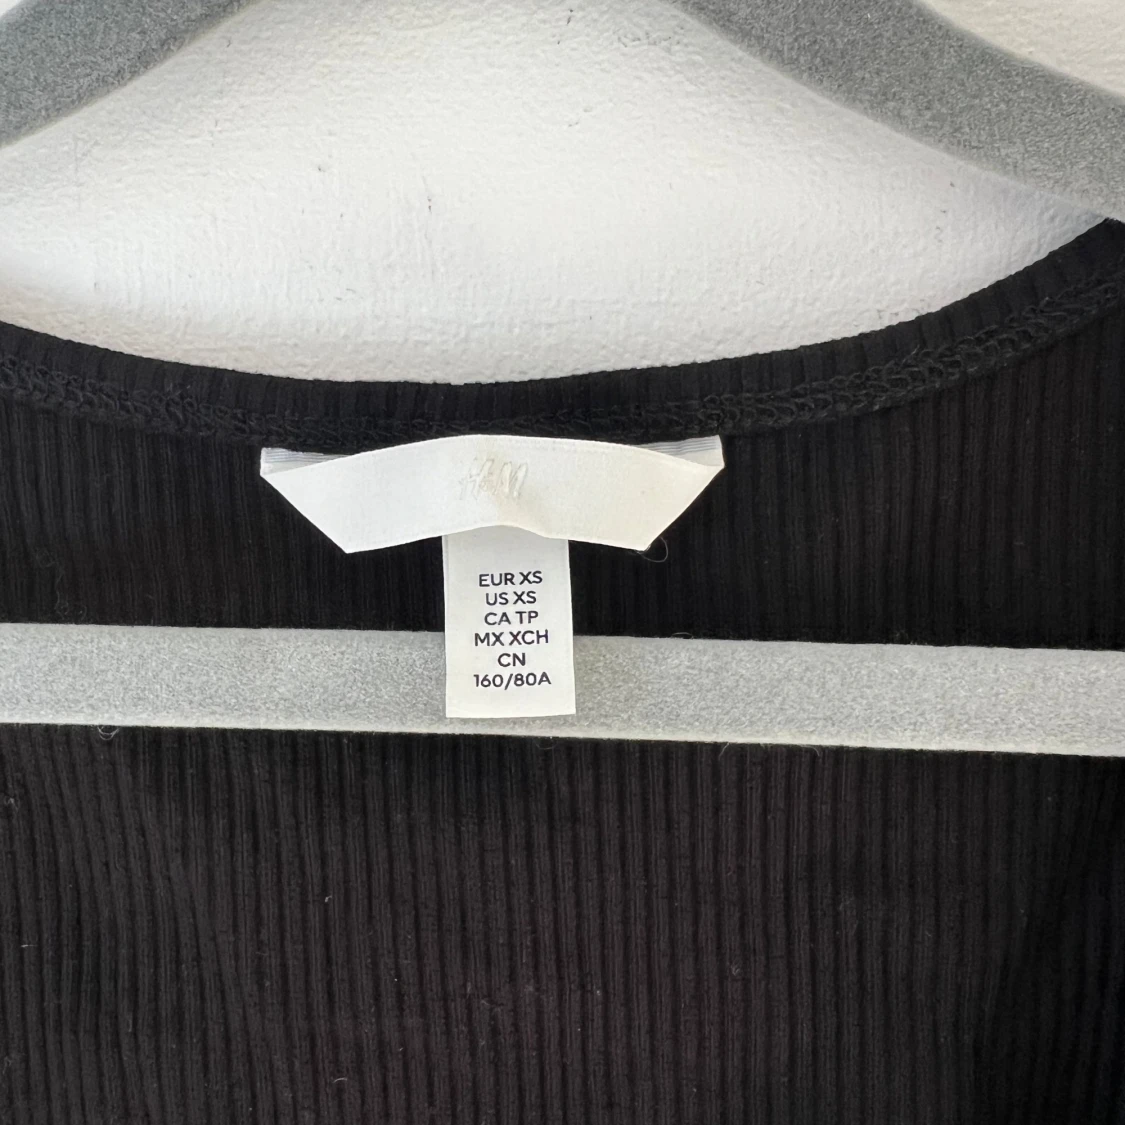 H&M
EUR XS
US XS
CA TP
MX XCH
CN
160/80A